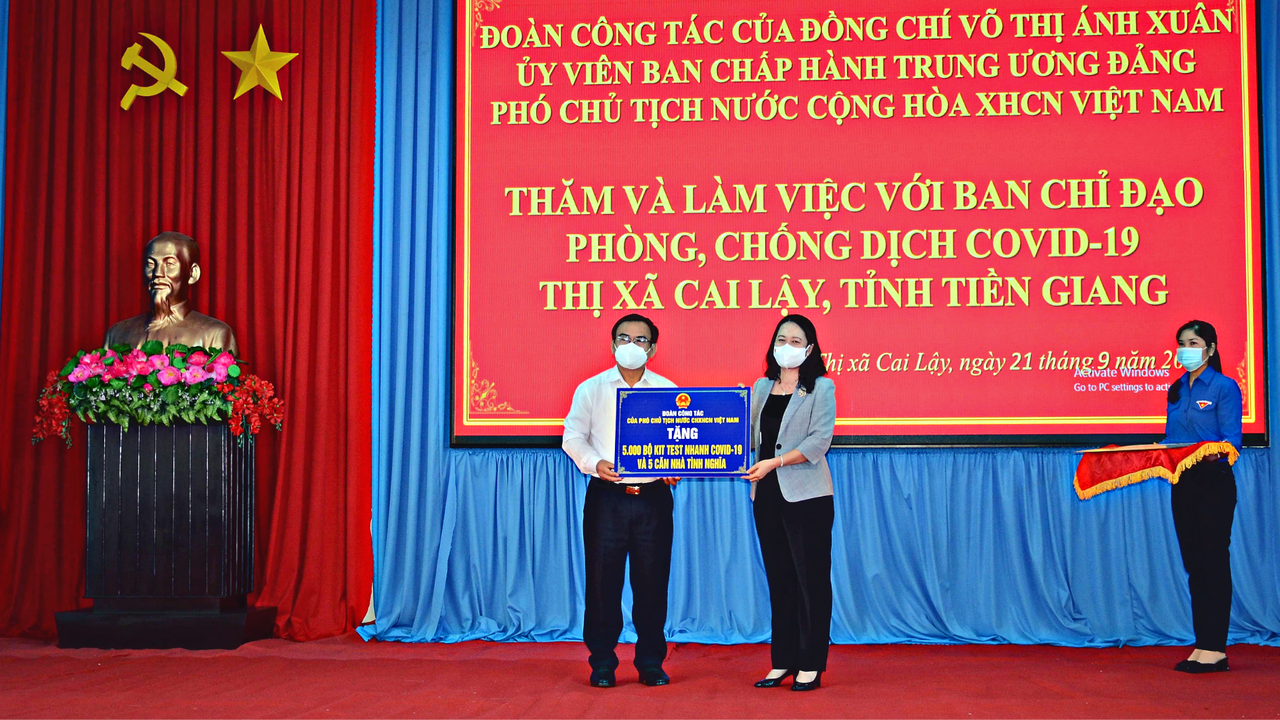 ĐOÀN CÔNG TÁC CỦA ĐỒNG CHÍ VÕ THỊ ÁNH XUÂN
ỦY VIÊN BAN CHẤP HÀNH TRUNG ƯƠNG ĐẢNG
PHÓ CHỦ TỊCH NƯỚC CỘNG HÒA XHCN VIỆT NAM
THĂM VÀ LÀM VIỆC VỚI BAN CHỈ ĐẠO
PHÒNG, CHỐNG DỊCH COVID-19
THỊ XÃ CAI LẬY, TỈNH TIỀN GIANG
xã Cai Lậy, ngày 21 tháng 9 năm
Activate Windows
Go to PC settings to
ĐOÀN CÔNG TÁC
CỦA PHÓ CHỦ TỊCH NƯỚC CHXHCN VIỆT NAM
TẶNG
5.000 BỘ KIT TEST NHANH COVID-19
VÀ 5 CĂN NHÀ TÌNH NGHĨA